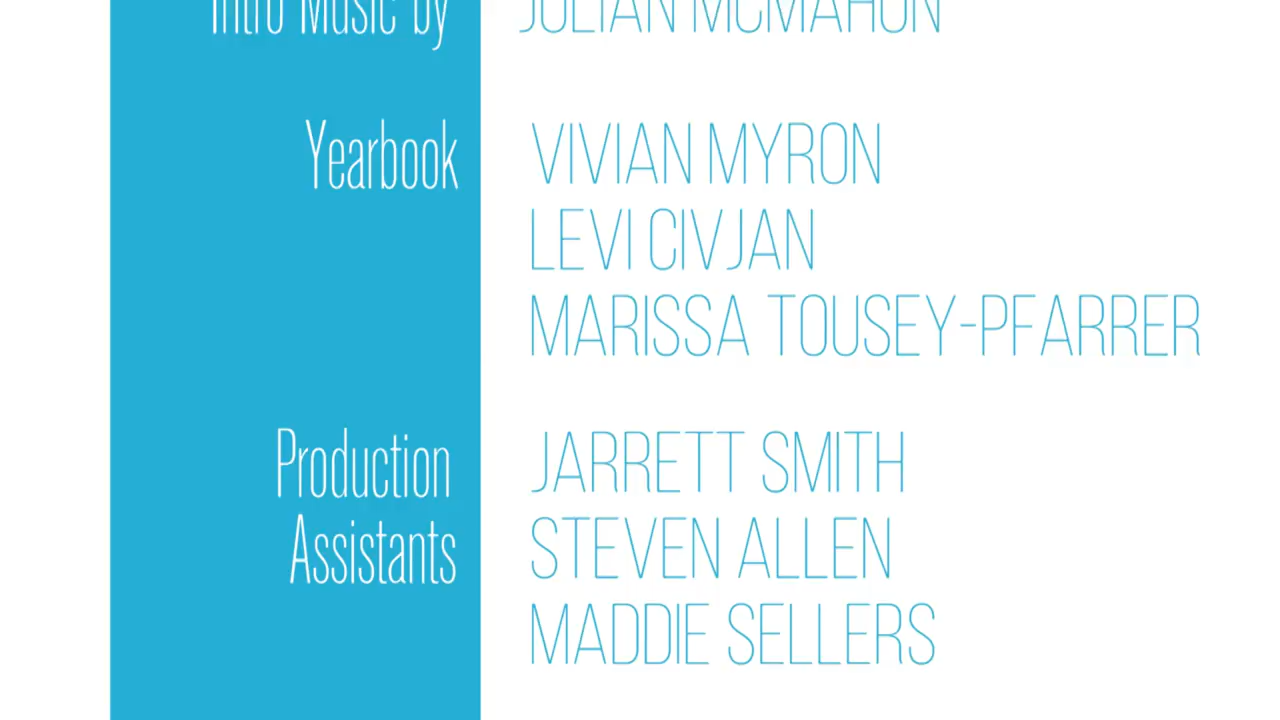 Intro Music by JULIAN MCMAHON
Yearbook VIVIAN MYRON
LEVI CIVJAN
MARISSA TOUSEY-PFARRER
Production JARRETT SMITH
Assistants STEVEN ALLEN
MADDIE SELLERS